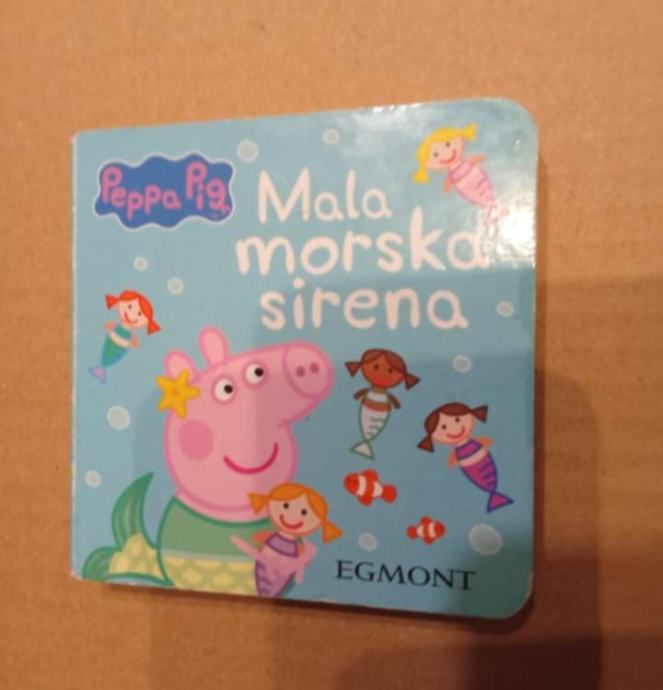 Peppa Pig
Mala
morska
sirena
EGMONT